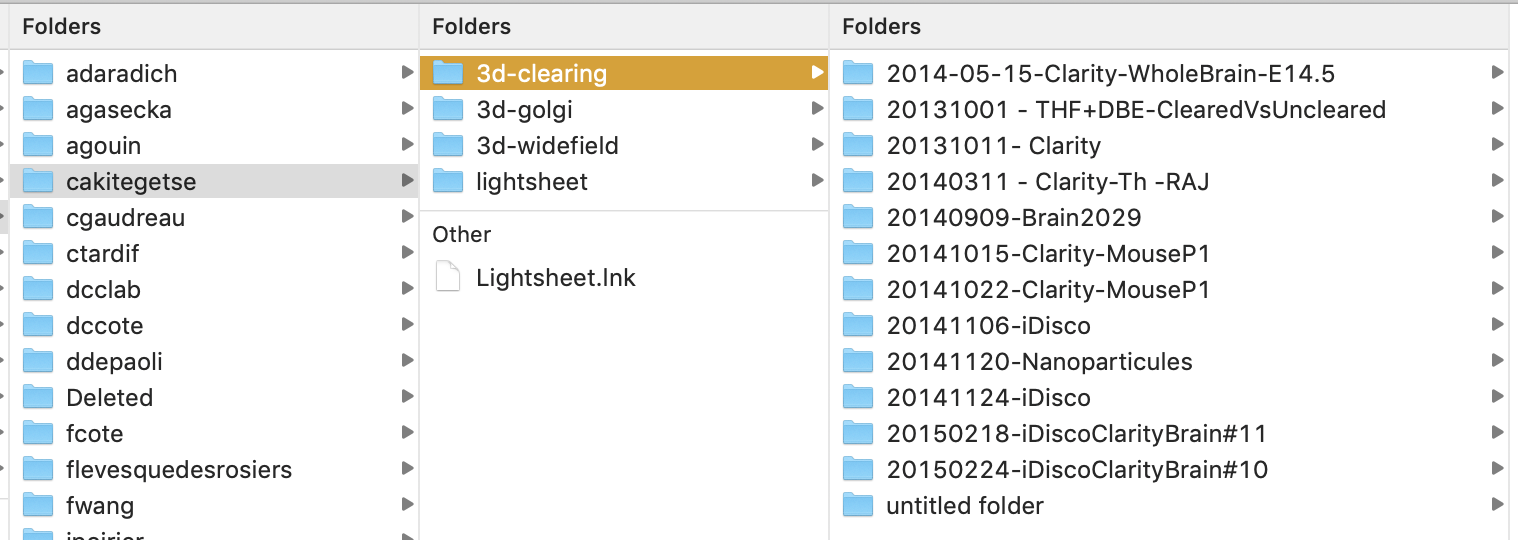 Folders
adaradich
agasecka
agouin
cakitegetse
cgaudreau
ctardif
dcclab
dccote
ddepaoli
Deleted
fcote
flevesquedesrosiers
fwang
Folders
3d-clearing
3d-golgi
3d-widefield
lightsheet
Other
Lightsheet.lnk
Folders
2014-05-15-Clarity-WholeBrain-E14.5
20131001 - THF+DBE-ClearedVsUncleared
20131011- Clarity
20140311 - Clarity-Th -RAJ
20140909-Brain2029
20141015-Clarity-MouseP1
20141022-Clarity-MouseP1
20141106-iDisco
20141120-Nanoparticules
20141124-iDisco
20150218-iDiscoClarityBrain#11
20150224-iDiscoClarityBrain#10
untitled folder